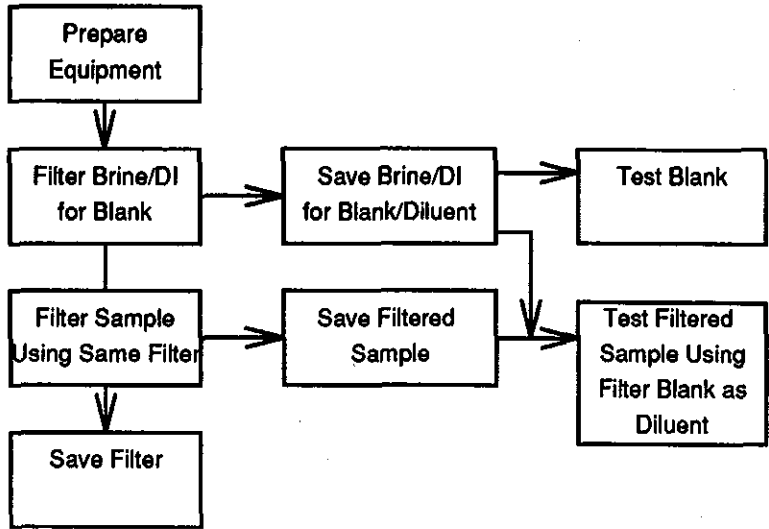 Prepare
Equipment
Filter Brine/DI
for Blank
Save Brine/DI
for Blank/Diluent
Test Blank
Filter Sample
Using Same Filter
Save Filtered
Sample
Test Filtered
Sample Using
Filter Blank as
Diluent
Save Filter